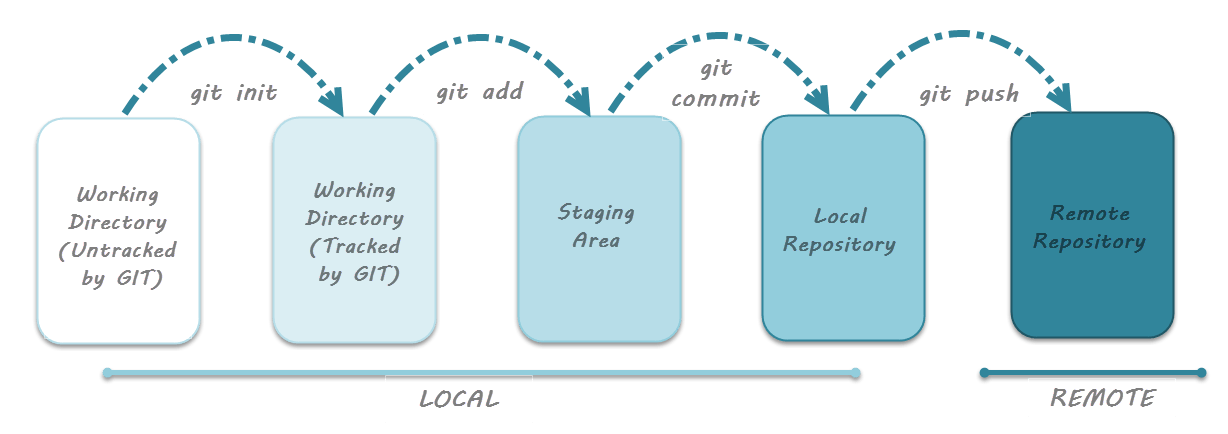 git init
git add
git
commit
git push
Working
Directory
(Untracked
by GIT)
Working
Directory
(Tracked
by GIT)
Staging
Area
Local
Repository
Remote
Repository
LOCAL
REMOTE